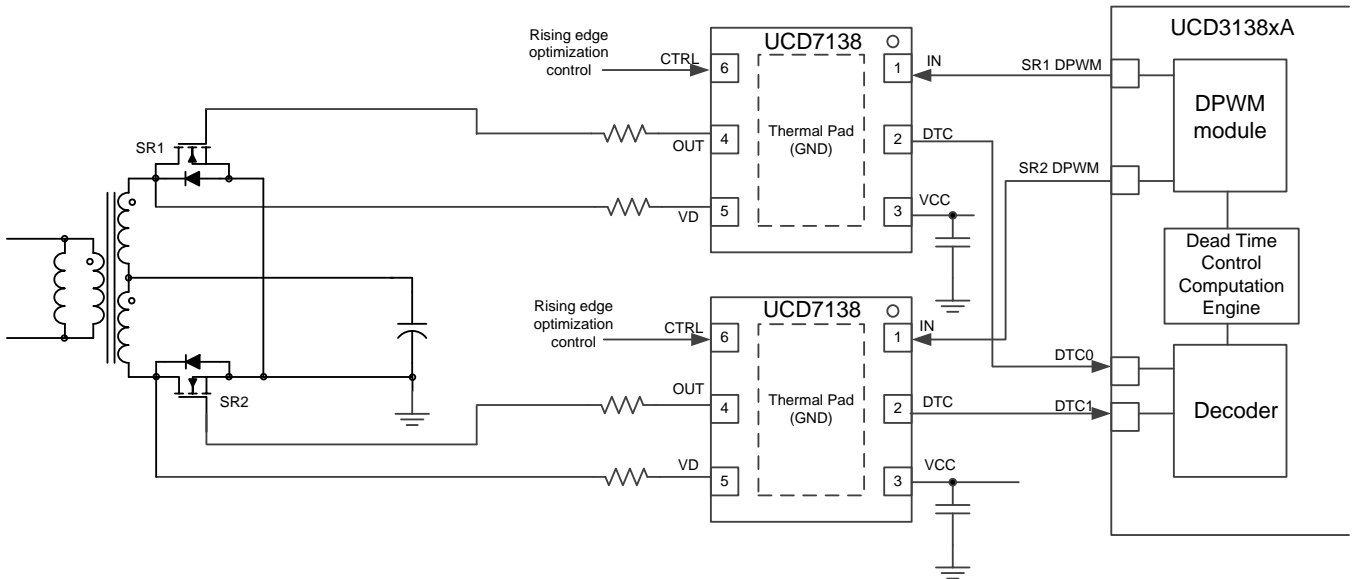 UCD3138xA
UCD7138
Rising edge
optimization
control
CTRL
6
1
IN
SR1 DPWM
DPWM
module
SR1
OUT
4
Thermal Pad
(GND)
2
DTC
SR2 DPWM
VD
5
3
VCC
Dead Time
Control
Computation
Engine
UCD7138
Rising edge
optimization
control
CTRL
6
1
IN
DTC0
SR2
OUT
4
Thermal Pad
(GND)
2
DTC
DTC1
Decoder
VD
5
3
VCC